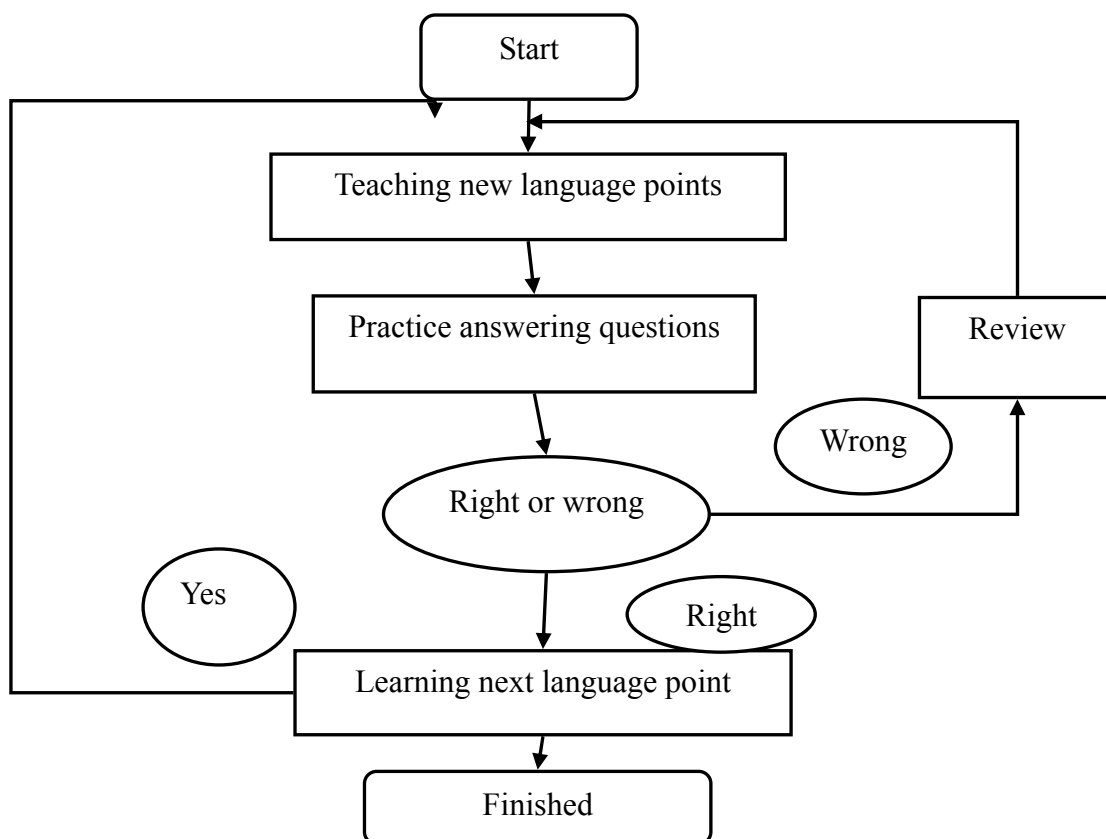 Start
Teaching new language points
Practice answering questions
Review
Wrong
Right or wrong
Yes
Right
Learning next language point
Finished